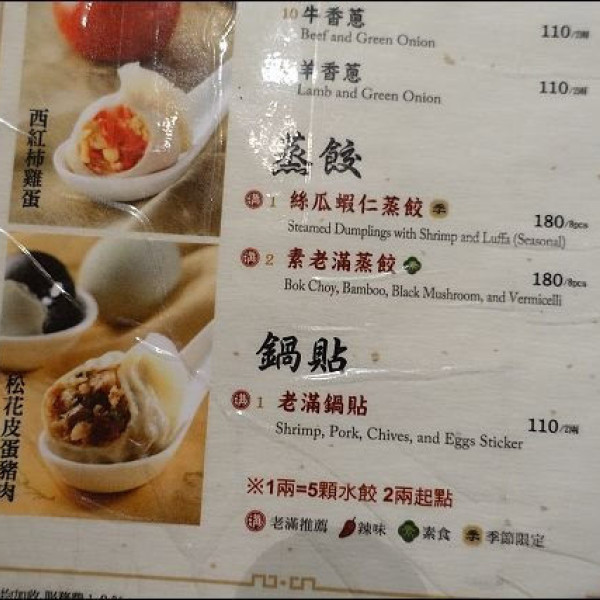 10 牛香蔥 110/2兩
Beef and Green Onion
羊香蔥 110/2兩
Lamb and Green Onion
蒸餃
滿 1 絲瓜蝦仁蒸餃 季 180/8pcs
Steamed Dumplings with Shrimp and Luffa (Seasonal)
滿 2 素老滿蒸餃 180/8pcs
Bok Choy, Bamboo, Black Mushroom, and Vermicelli
鍋貼
滿 1 老滿鍋貼 110/2兩
Shrimp, Pork, Chives, and Eggs Sticker
※1兩=5顆水餃 2兩起點
滿 老滿推薦 辣味 素食 季 季節限定
西紅柿雞蛋
松花皮蛋豬肉